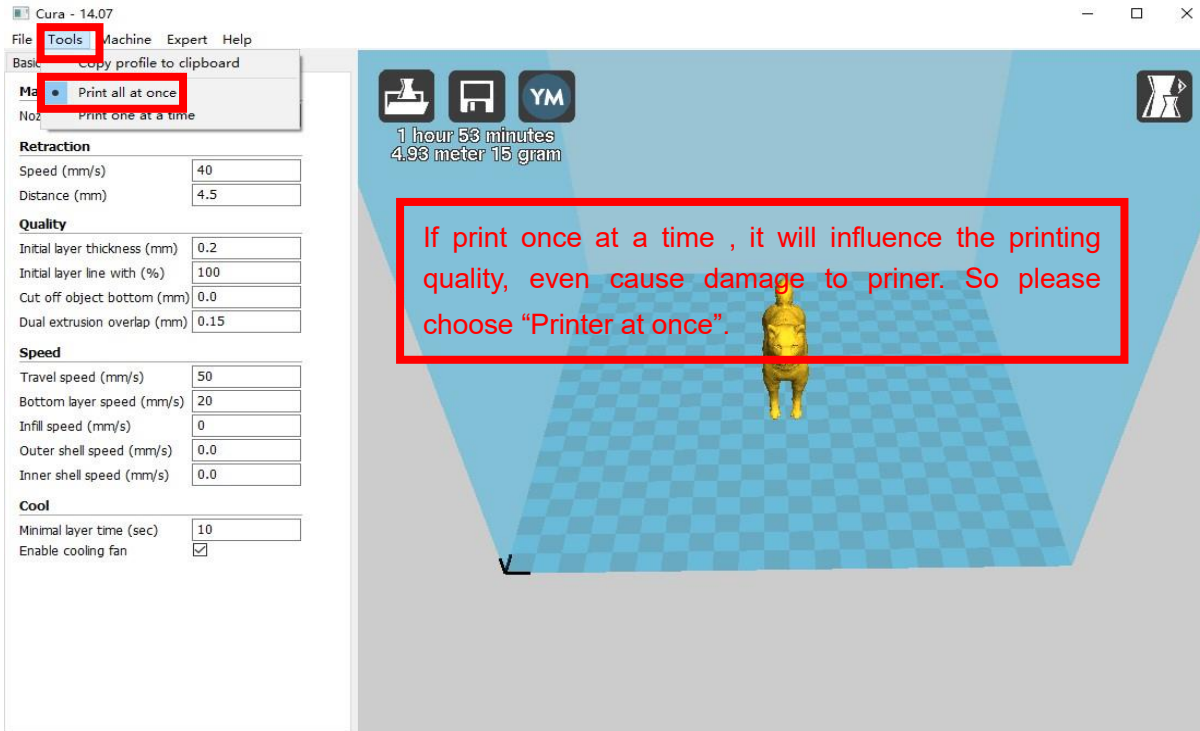 Cura - 14.07
File Tools Machine Expert Help
Copy profile to clipboard
Print all at once
Print one at a time
Retraction
Speed (mm/s) 40
Distance (mm) 4.5
Quality
Initial layer thickness (mm) 0.2
Initial layer line with (%) 100
Cut off object bottom (mm) 0.0
Dual extrusion overlap (mm) 0.15
Speed
Travel speed (mm/s) 50
Bottom layer speed (mm/s) 20
Infill speed (mm/s) 0
Outer shell speed (mm/s) 0.0
Inner shell speed (mm/s) 0.0
Cool
Minimal layer time (sec) 10
Enable cooling fan
YM
1 hour 53 minutes
4.93 meter 15 gram
If print once at a time , it will influence the printing
quality, even cause damage to priner. So please
choose “Printer at once”.